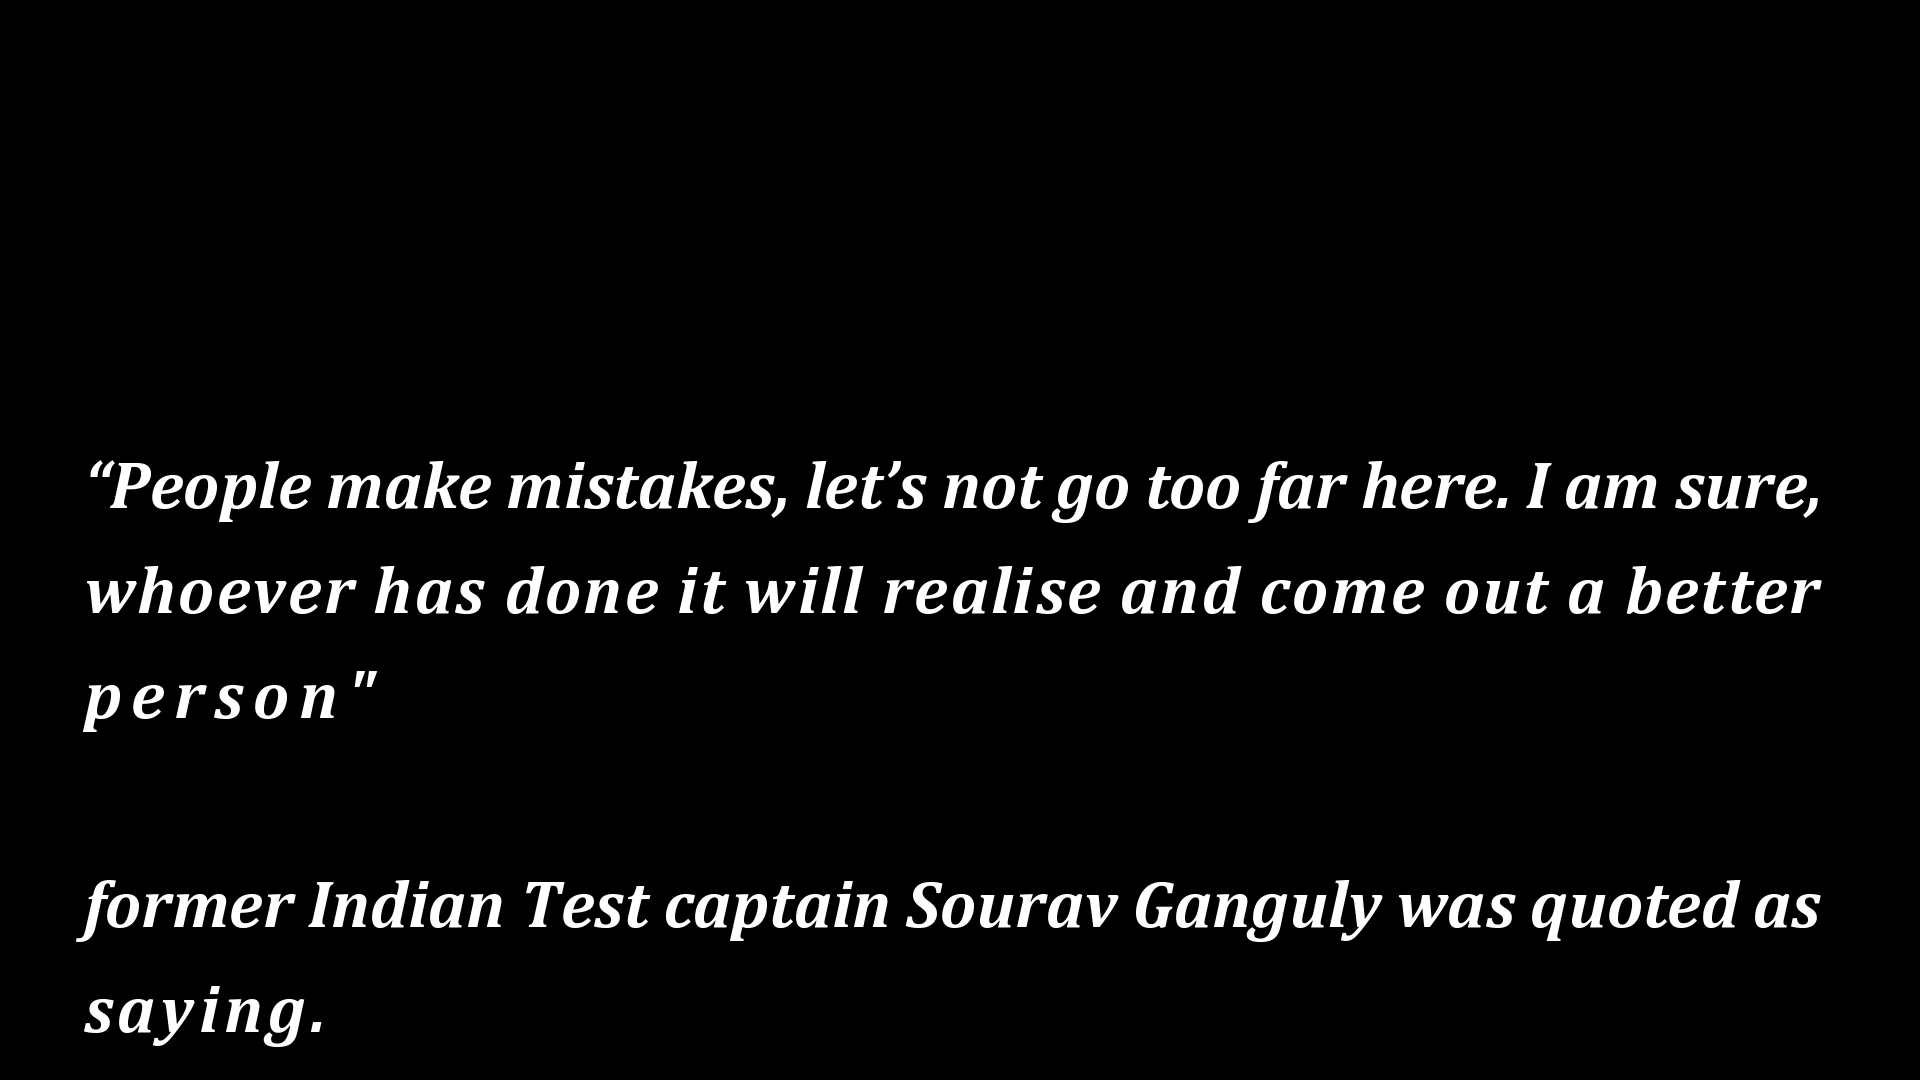 “People make mistakes, let’s not go too far here. I am sure,
whoever has done it will realise and come out a better
person"
former Indian Test captain Sourav Ganguly was quoted as
saying.